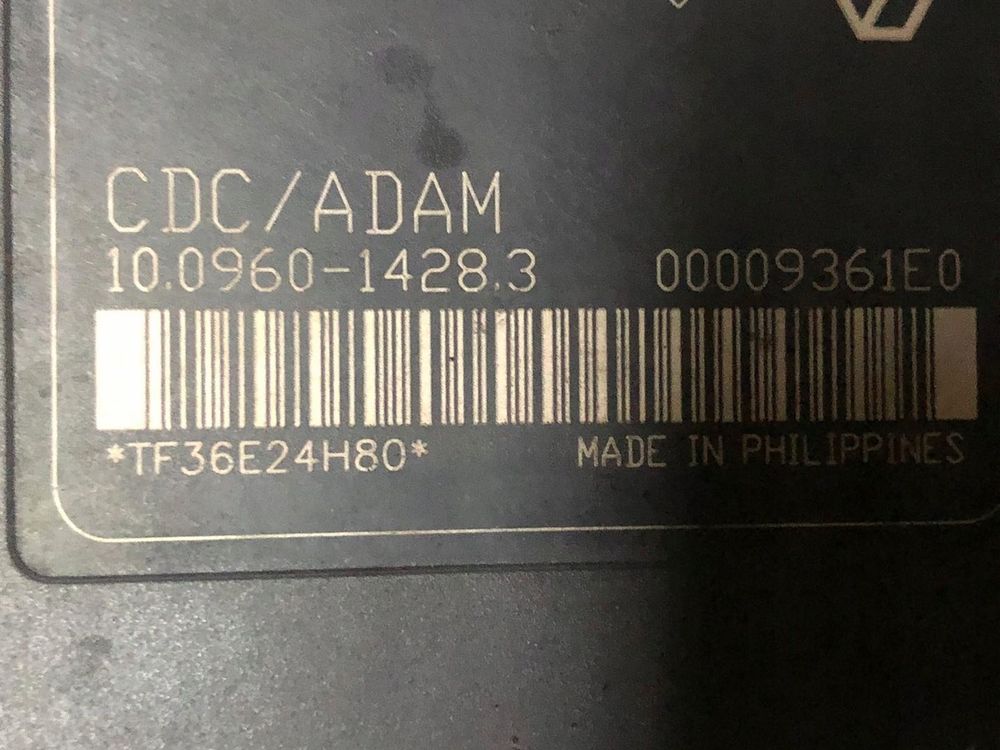 CDC/ADAM
10.0960-1428.3 00009361E0
*TF36E24H80* MADE IN PHILIPPINES